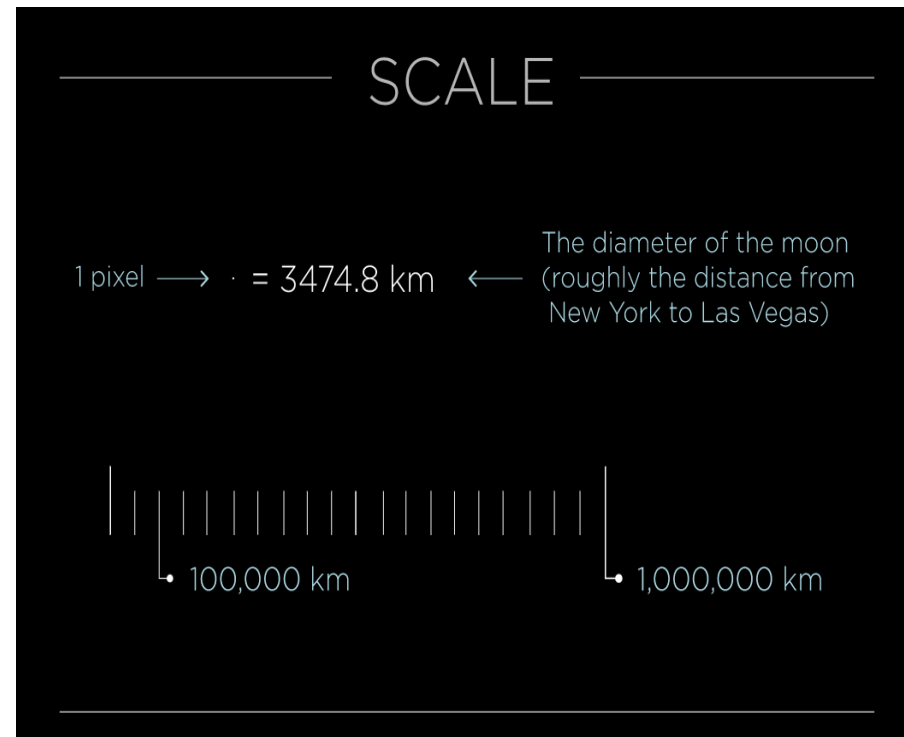 SCALE
1 pixel = 3474.8 km
The diameter of the moon
(roughly the distance from
New York to Las Vegas)
100,000 km
1,000,000 km